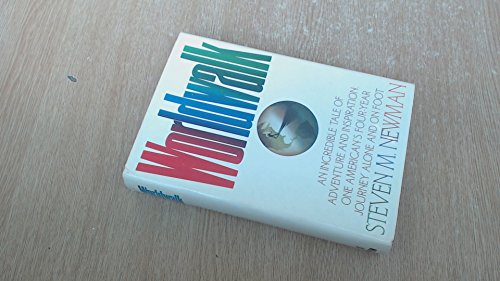 Worldwalk
AN INCREDIBLE TALE OF
ADVENTURE AND INSPIRATION:
ONE AMERICAN'S FOUR-YEAR
JOURNEY ALONE AND ON FOOT
STEVEN M. NEWMAN
Worldwalk